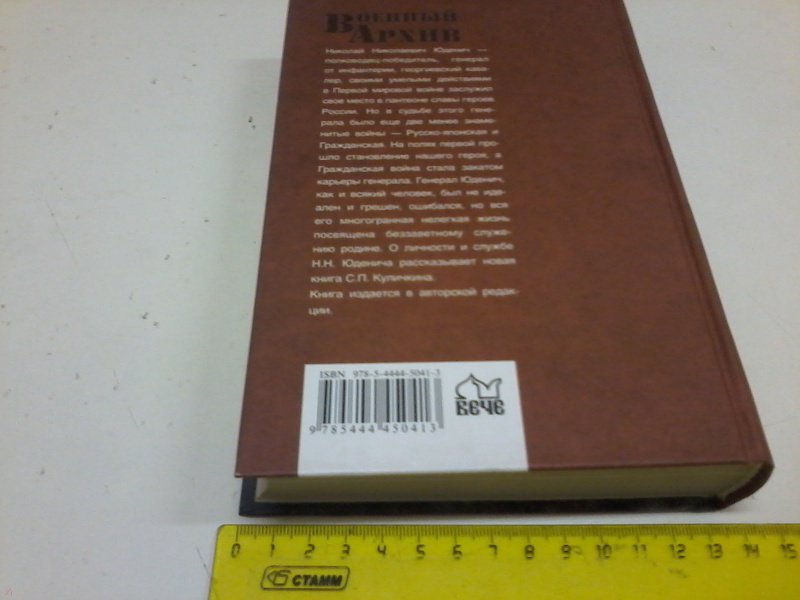 Военный
Архив
Николай Николаевич Юденич —
полководец-победитель, генерал
от инфантерии, георгиевский кава-
лер, своими умелыми действиями
в Первой мировой войне заслужил
свое место в пантеоне славы героев
России. Но в судьбе этого гене-
рала было еще две менее знаме-
нитые войны — Русско-японская и
Гражданская. На полях первой про-
шло становление нашего героя, а
Гражданская война стала закатом
карьеры генерала. Генерал Юденич,
как и всякий человек, был не иде-
ален и грешен, ошибался, но вся
его многогранная нелегкая жизнь
посвящена беззаветному служе-
нию родине. О личности и службе
Н.Н. Юденича рассказывает новая
книга С.П. Куличкина.
Книга издается в авторской редак-
ции.
ISBN 978-5-4444-5041-3
9 785444 450413
ВЕЧЕ
0 1 2 3 4 5 6 7 8 9 10 11 12 13 14 15
СТАММ